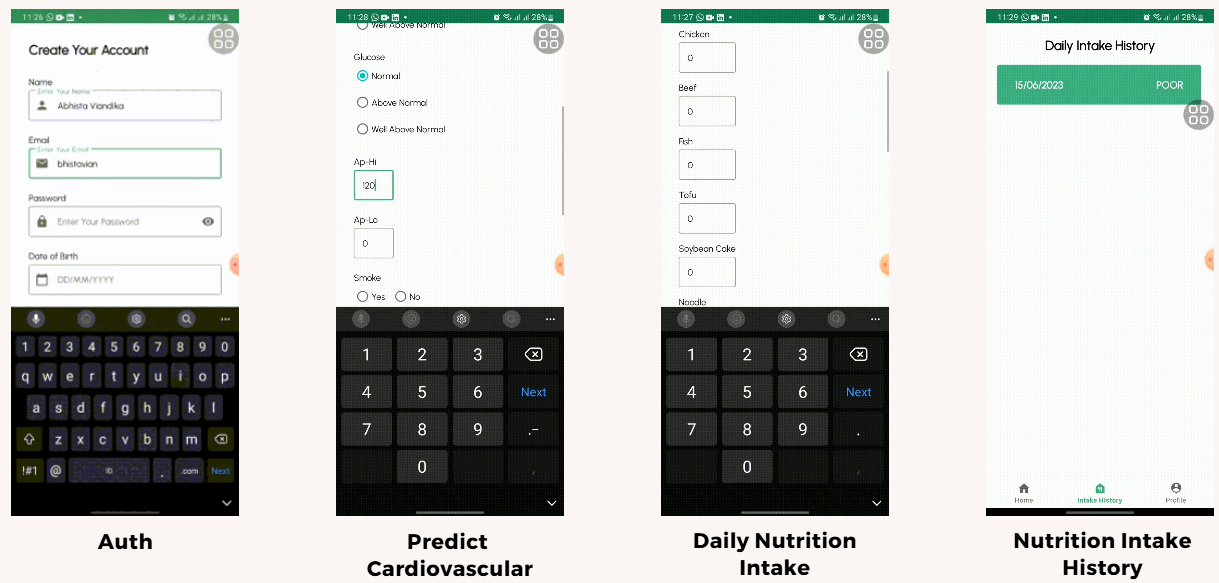 11:26
28%
Create Your Account
Name
Enter Your Name
Abhista Viandika
Email
Enter Your Email
bhistovian
Password
Enter Your Password
Date of Birth
DD/MM/YYYY
1 2 3 4 5 6 7 8 9 0
q w e r t y u i o p
a s d f g h j k l
z x c v b n m
!#1 @ ID . .com Next
Auth
11:28
28%
Well Above Normal
Glucose
Normal
Above Normal
Well Above Normal
Ap-Hi
120
Ap-Lo
0
Smoke
Yes No
1 2 3
4 5 6 Next
7 8 9 .-
0 ,
Predict
Cardiovascular
11:27
28%
Chicken
0
Beef
0
Fish
0
Tofu
0
Soybean Cake
0
Noodle
1 2 3
4 5 6 Next
7 8 9 .
0 ,
Daily Nutrition
Intake
11:29
28%
Daily Intake History
15/06/2023 POOR
Home Intake History Profile
Nutrition Intake
History